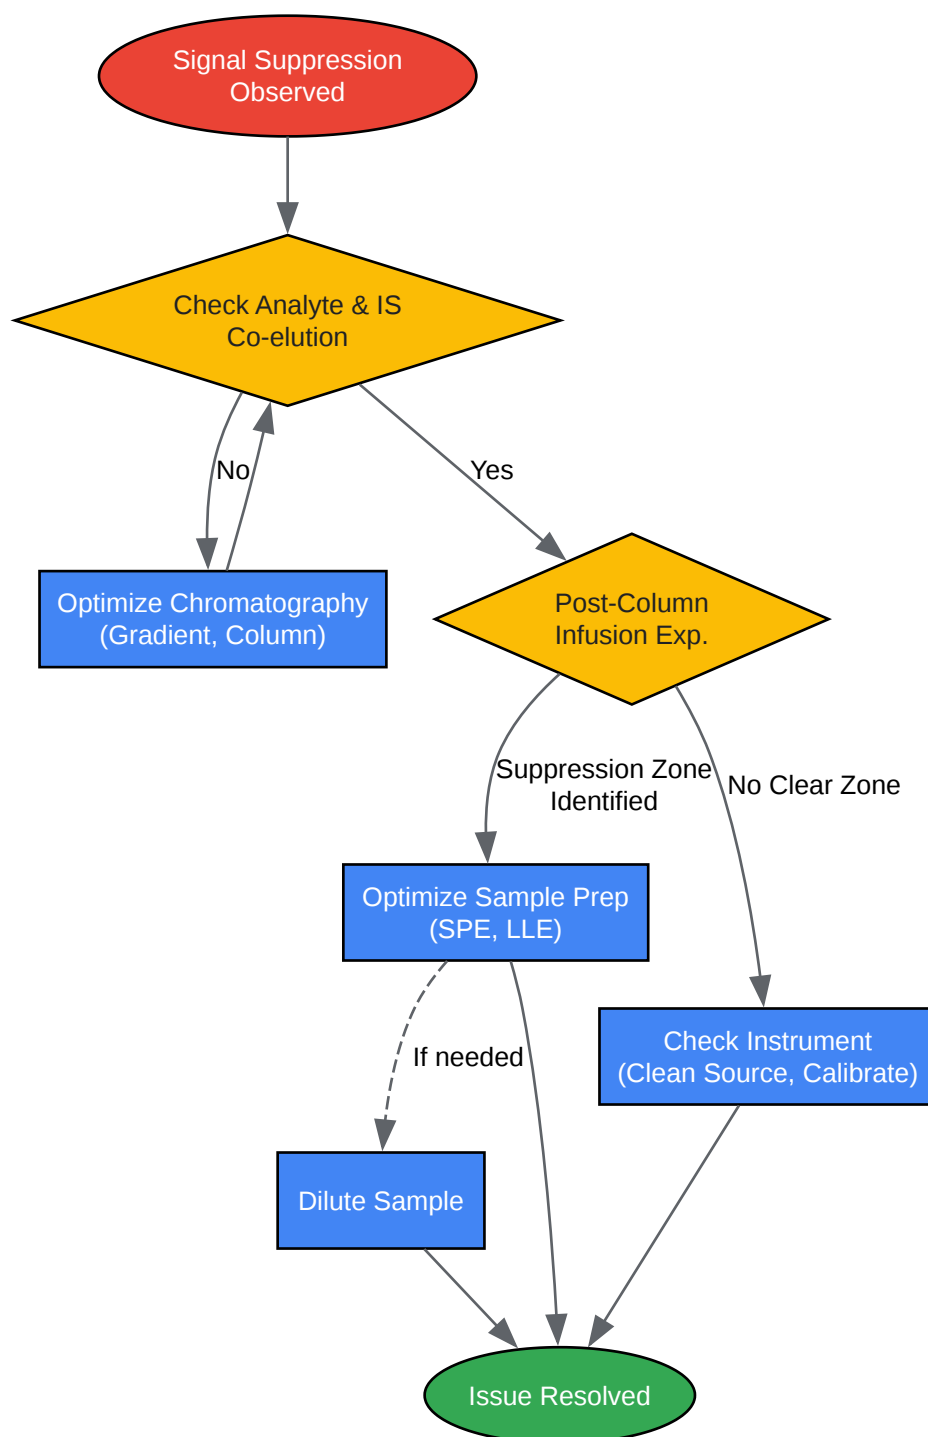 Signal Suppression
Observed
Check Analyte & IS
Co-elution
No
Yes
Optimize Chromatography
(Gradient, Column)
Post-Column
Infusion Exp.
Suppression Zone
Identified
No Clear Zone
Optimize Sample Prep
(SPE, LLE)
Check Instrument
(Clean Source, Calibrate)
If needed
Dilute Sample
Issue Resolved